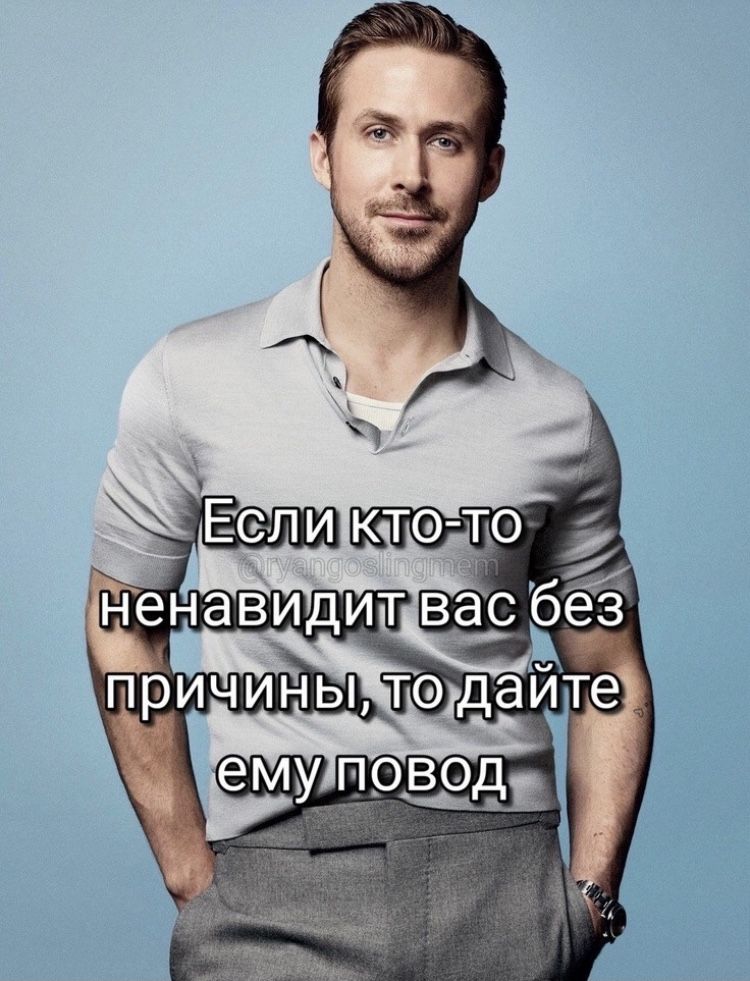 Если кто-то
@ryangoslingmem
ненавидит вас без
причины, то дайте
ему повод